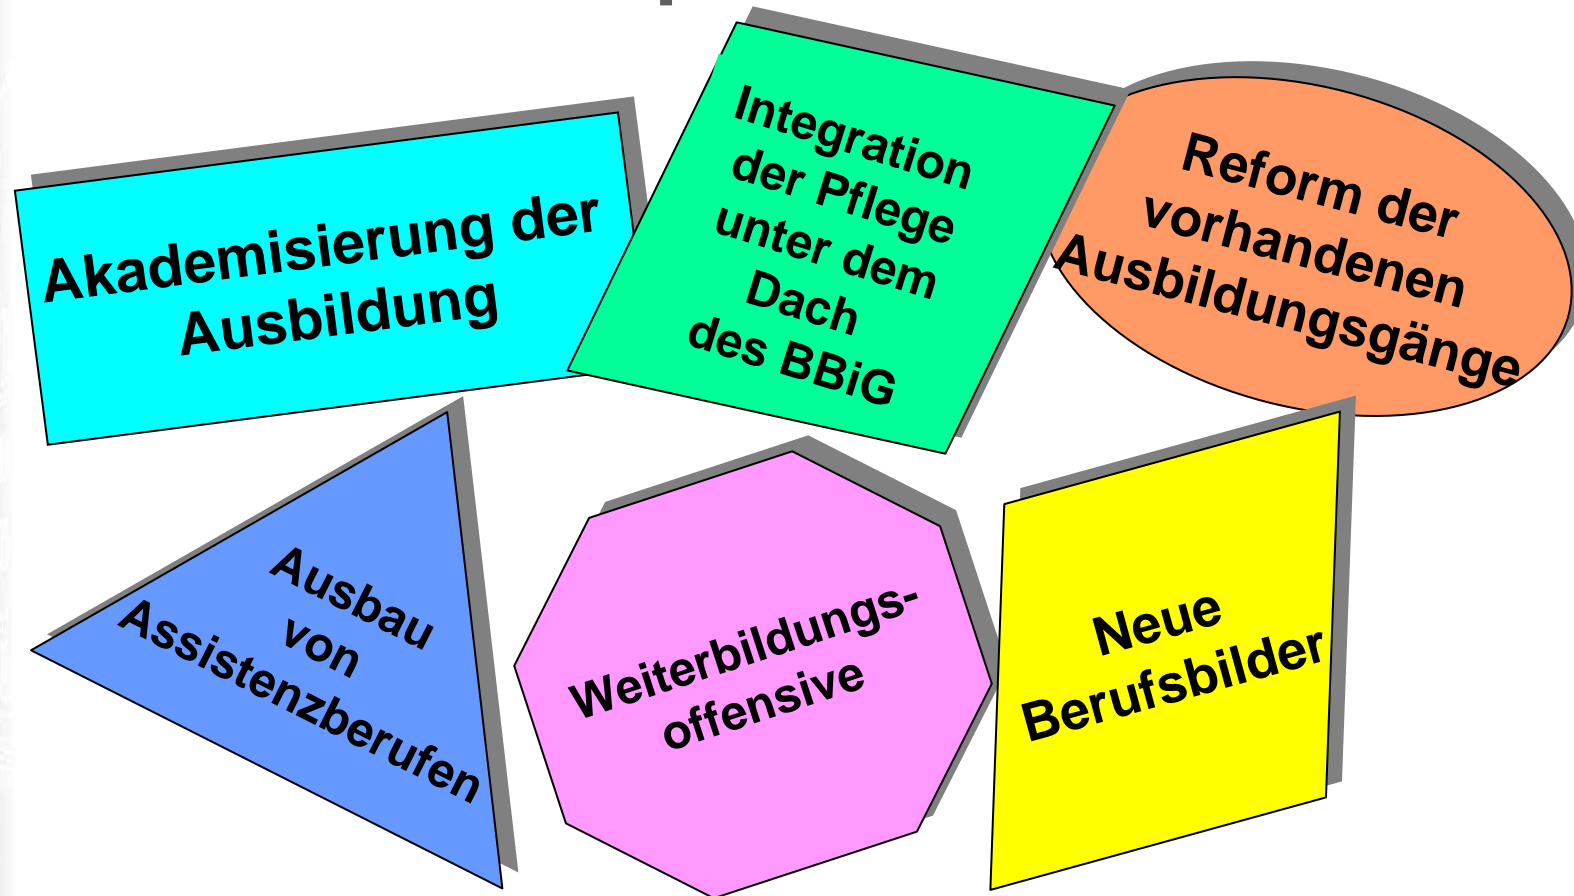 Akademisierung der
Ausbildung
Integration
der Pflege
unter dem
Dach
des BBiG
Reform der
vorhandenen
Ausbildungsgänge
Ausbau
von
Assistenzberufen
Weiterbildungs-
offensive
Neue
Berufsbilder